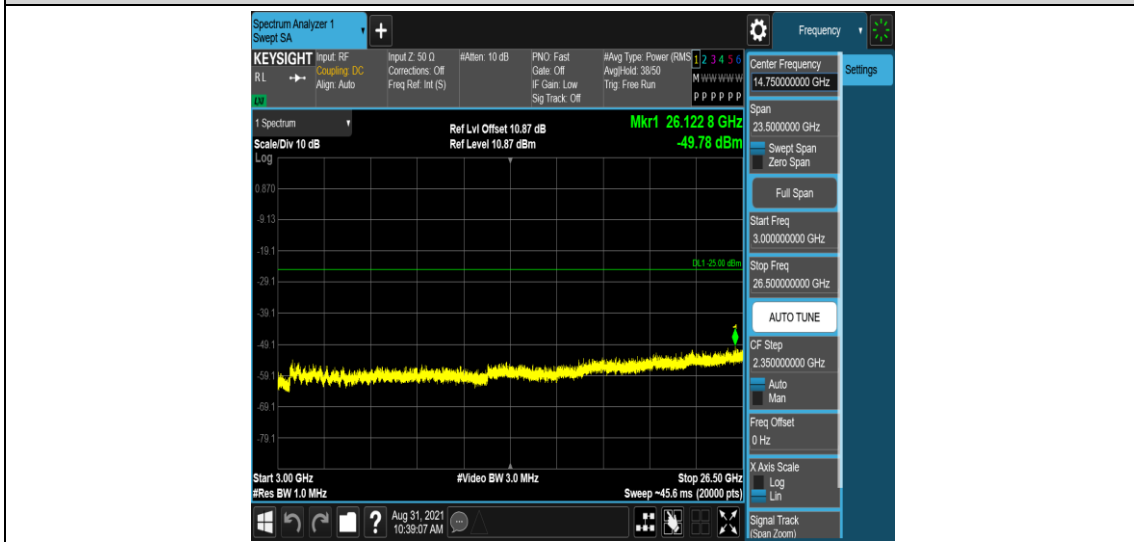 Spectrum Analyzer 1
Swept SA
+
Frequency
KEYSIGHT
RL
LXI
Input: RF
Coupling: DC
Align: Auto
Input Z: 50 Ω
Corrections: Off
Freq Ref: Int (S)
#Atten: 10 dB
PNO: Fast
Gate: Off
IF Gain: Low
Sig Track: Off
#Avg Type: Power (RMS
Avg|Hold: 38/50
Trig: Free Run
1 2 3 4 5 6
M W W W W W
P P P P P P
1 Spectrum
Scale/Div 10 dB
Log
Ref Lvl Offset 10.87 dB
Ref Level 10.87 dBm
Mkr1 26.122 8 GHz
-49.78 dBm
0.870
-9.13
-19.1
DL1 -25.00 dBm
-29.1
-39.1
1
-49.1
-59.1
-69.1
-79.1
Start 3.00 GHz
#Video BW 3.0 MHz
Stop 26.50 GHz
#Res BW 1.0 MHz
Sweep ~45.6 ms (20000 pts)
?
Aug 31, 2021
10:39:07 AM
Center Frequency
14.750000000 GHz
Settings
Span
23.5000000 GHz
Swept Span
Zero Span
Full Span
Start Freq
3.000000000 GHz
Stop Freq
26.500000000 GHz
AUTO TUNE
CF Step
2.350000000 GHz
Auto
Man
Freq Offset
0 Hz
X Axis Scale
Log
Lin
Signal Track
(Span Zoom)